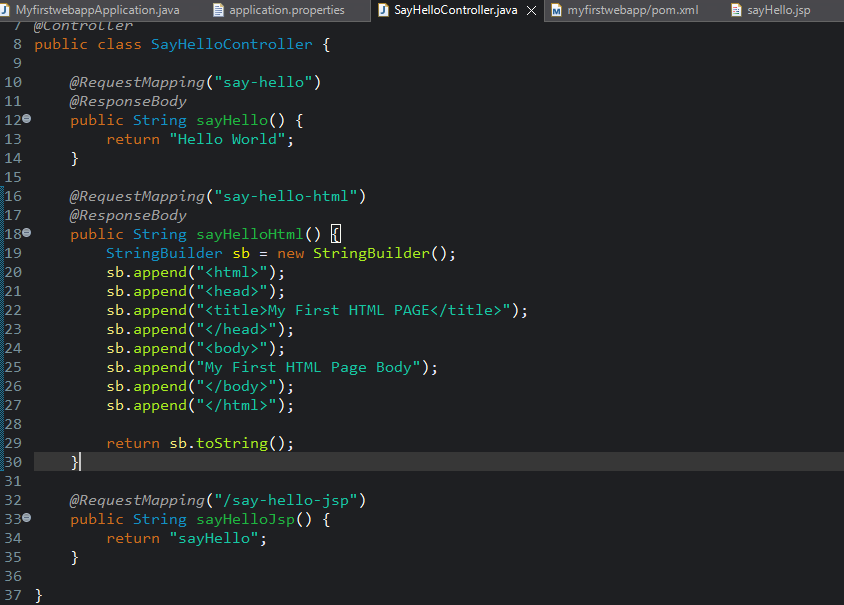 MyfirstwebappApplication.java application.properties SayHelloController.java myfirstwebapp/pom.xml sayHello.jsp
7 @Controller
8 public class SayHelloController {
9
10 @RequestMapping("say-hello")
11 @ResponseBody
12 public String sayHello() {
13 return "Hello World";
14 }
15
16 @RequestMapping("say-hello-html")
17 @ResponseBody
18 public String sayHelloHtml() {
19 StringBuilder sb = new StringBuilder();
20 sb.append("<html>");
21 sb.append("<head>");
22 sb.append("<title>My First HTML PAGE</title>");
23 sb.append("</head>");
24 sb.append("<body>");
25 sb.append("My First HTML Page Body");
26 sb.append("</body>");
27 sb.append("</html>");
28
29 return sb.toString();
30 }
31
32 @RequestMapping("/say-hello-jsp")
33 public String sayHelloJsp() {
34 return "sayHello";
35 }
36
37 }